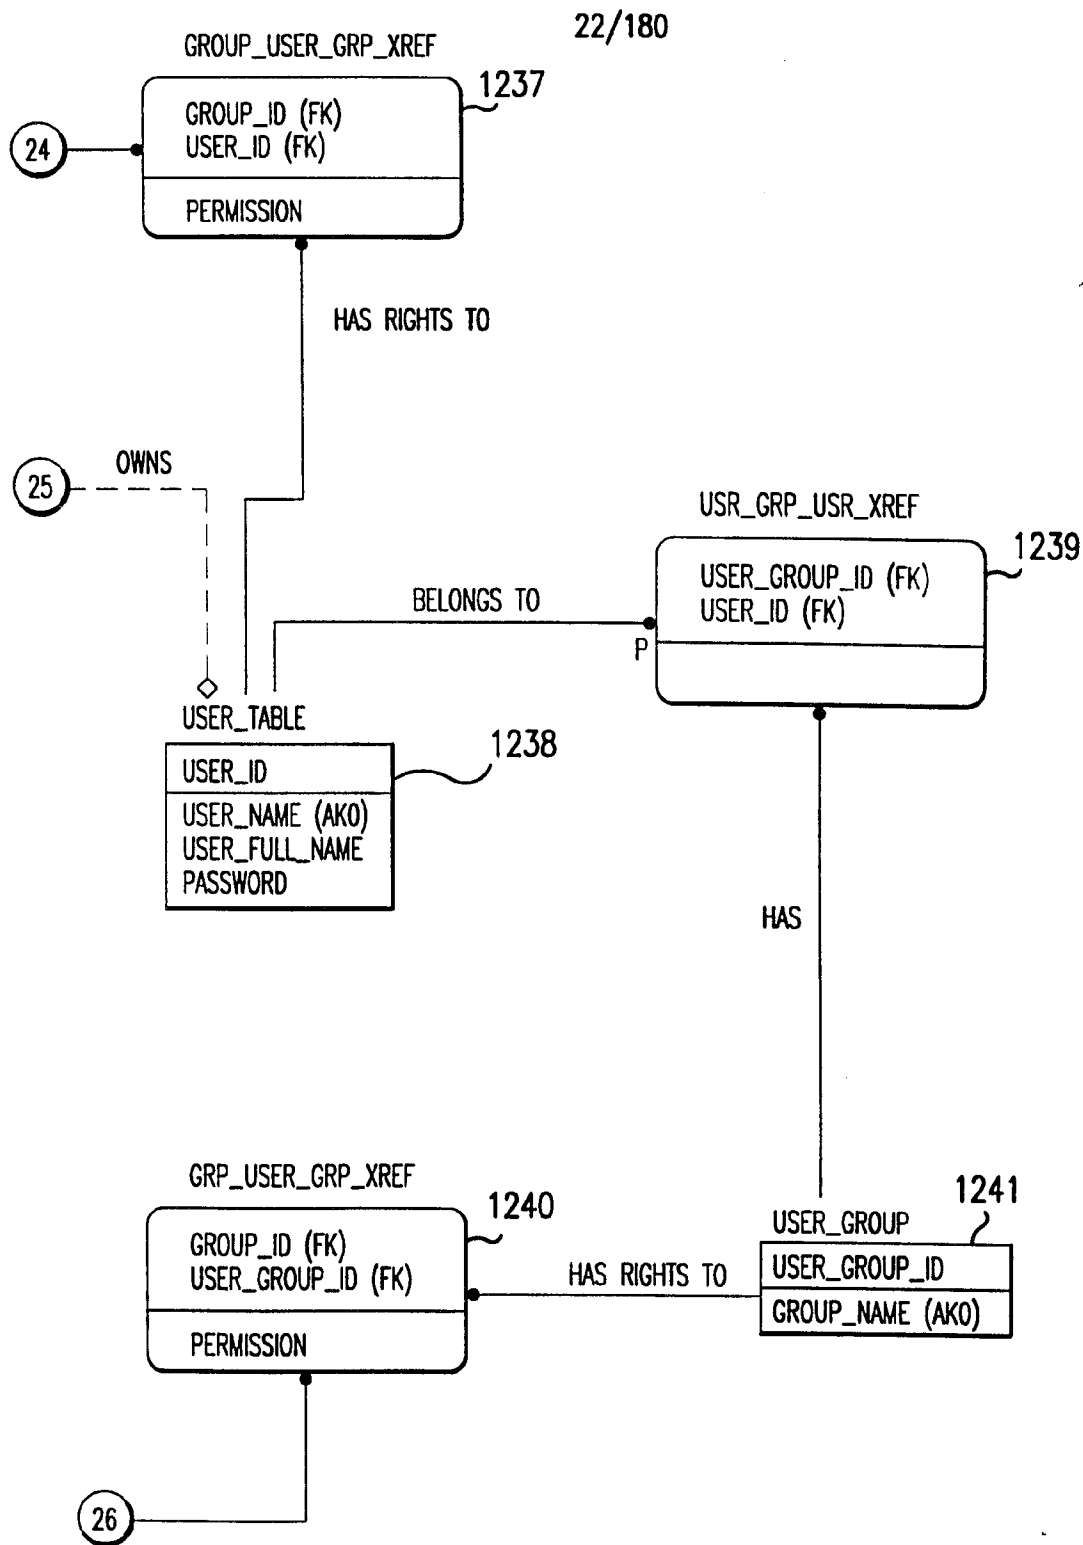 22/180
GROUP_USER_GRP_XREF
1237
GROUP_ID (FK)
USER_ID (FK)
24
PERMISSION
HAS RIGHTS TO
OWNS
25
USR_GRP_USR_XREF
1239
USER_GROUP_ID (FK)
USER_ID (FK)
BELONGS TO
P
USER_TABLE
1238
USER_ID
USER_NAME (AK0)
USER_FULL_NAME
PASSWORD
HAS
GRP_USER_GRP_XREF
1240
1241
USER_GROUP
GROUP_ID (FK)
USER_GROUP_ID (FK)
HAS RIGHTS TO
USER_GROUP_ID
GROUP_NAME (AK0)
PERMISSION
26